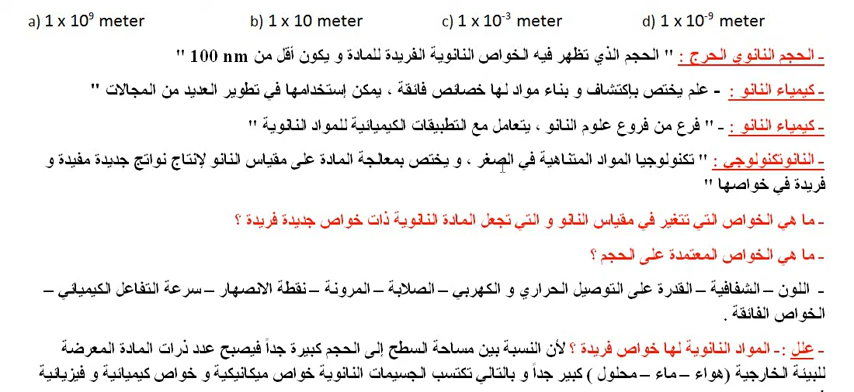 a) 1 x 10⁹ meter b) 1 x 10 meter c) 1 x 10⁻³ meter d) 1 x 10⁻⁹ meter
- الحجم النانوي الحرج : " الحجم الذي تظهر فيه الخواص النانوية الفريدة للمادة و يكون أقل من 100 nm "
- كيمياء النانو : - علم يختص بإكتشاف و بناء مواد لها خصائص فائقة ، يمكن إستخدامها في تطوير العديد من المجالات "
- كيمياء النانو : - " فرع من فروع علوم النانو ، يتعامل مع التطبيقات الكيميائية للمواد النانوية "
- النانوتكنولوجي : " تكنولوجيا المواد المتناهية في الصغر ، و يختص بمعالجة المادة على مقياس النانو لإنتاج نواتج جديدة مفيدة و
فريدة في خواصها "
- ما هي الخواص التي تتغير في مقياس النانو و التي تجعل المادة النانوية ذات خواص جديدة فريدة ؟
- ما هي الخواص المعتمدة على الحجم ؟
- اللون – الشفافية – القدرة على التوصيل الحراري و الكهربي – الصلابة – المرونة – نقطة الانصهار – سرعة التفاعل الكيميائي –
الخواص الفائقة .
- علل :- المواد النانوية لها خواص فريدة ؟ لأن النسبة بين مساحة السطح إلى الحجم كبيرة جداً فيصبح عدد ذرات المادة المعرضة
للبيئة الخارجية (هواء – ماء – محلول ) كبير جداً و بالتالي تكتسب الجسيمات النانوية خواص ميكانيكية و خواص كيميائية و فيزيائية